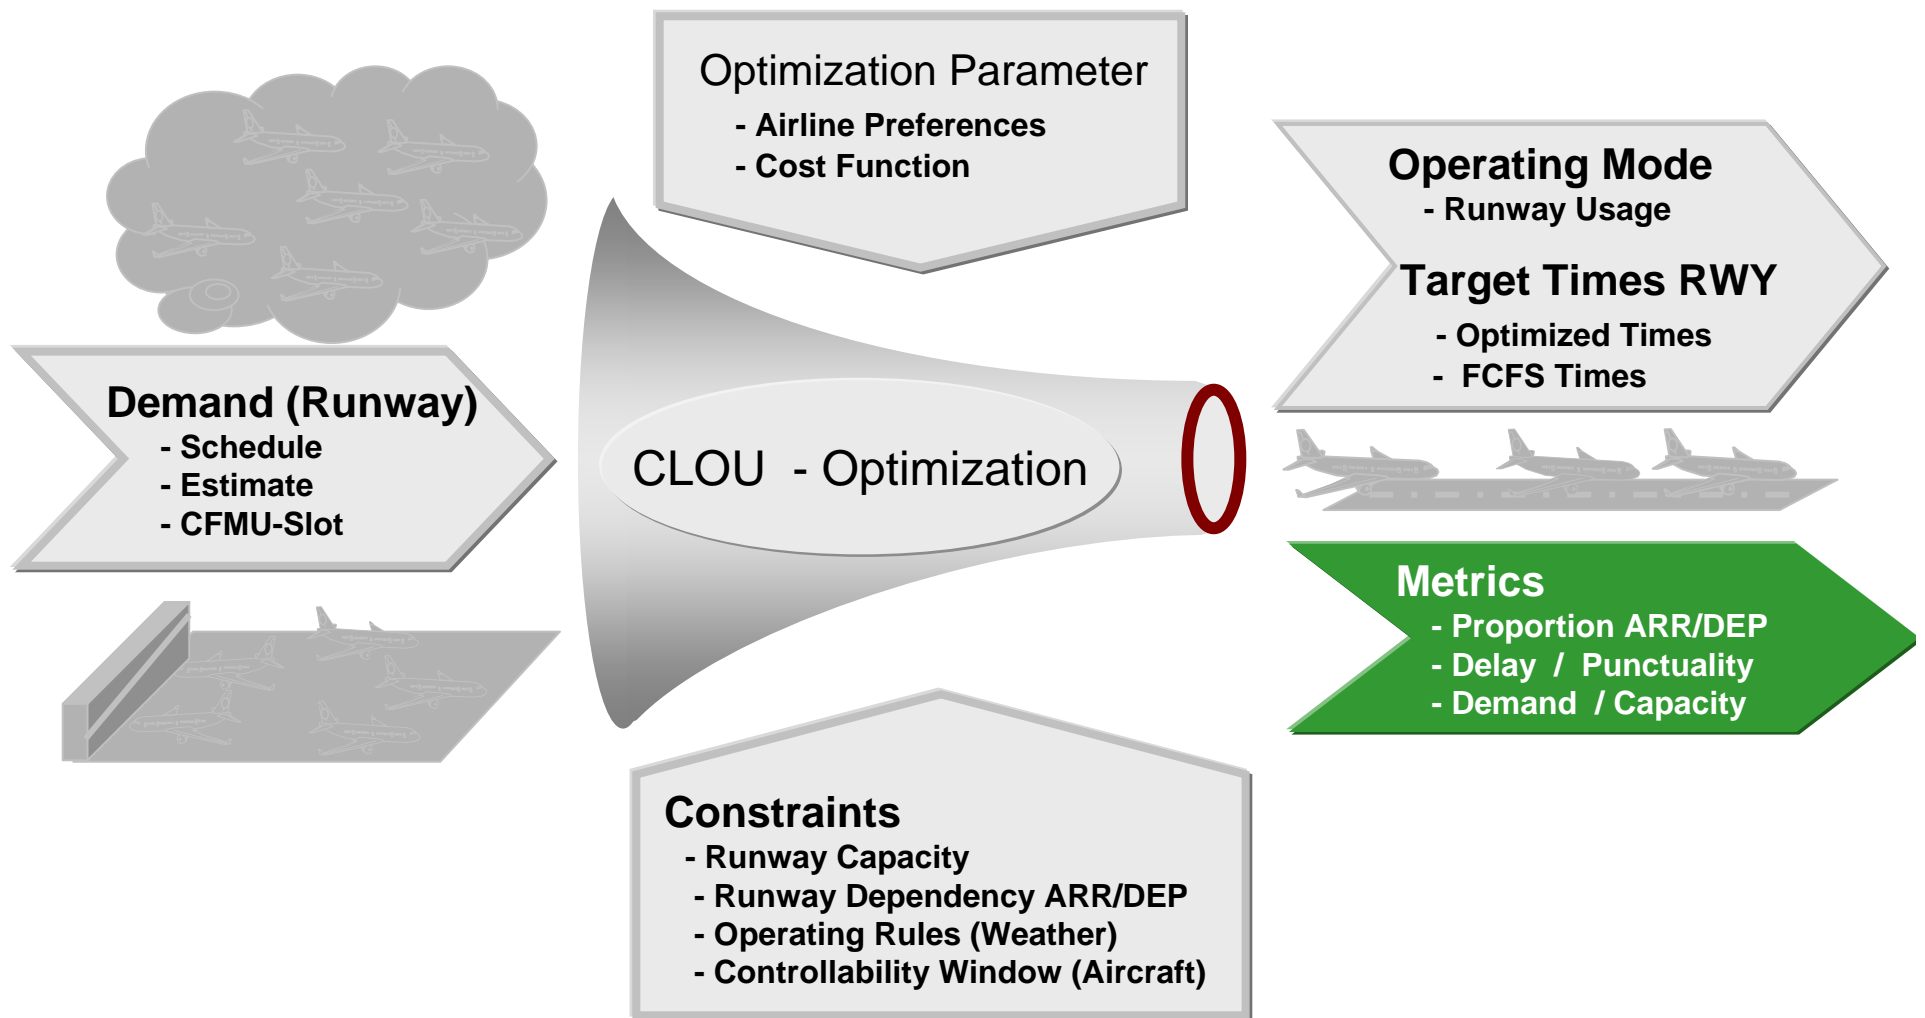 Optimization Parameter
- Airline Preferences
- Cost Function
Demand (Runway)
- Schedule
- Estimate
- CFMU-Slot
CLOU - Optimization
Operating Mode
- Runway Usage
Target Times RWY
- Optimized Times
- FCFS Times
Metrics
- Proportion ARR/DEP
- Delay / Punctuality
- Demand / Capacity
Constraints
- Runway Capacity
- Runway Dependency ARR/DEP
- Operating Rules (Weather)
- Controllability Window (Aircraft)